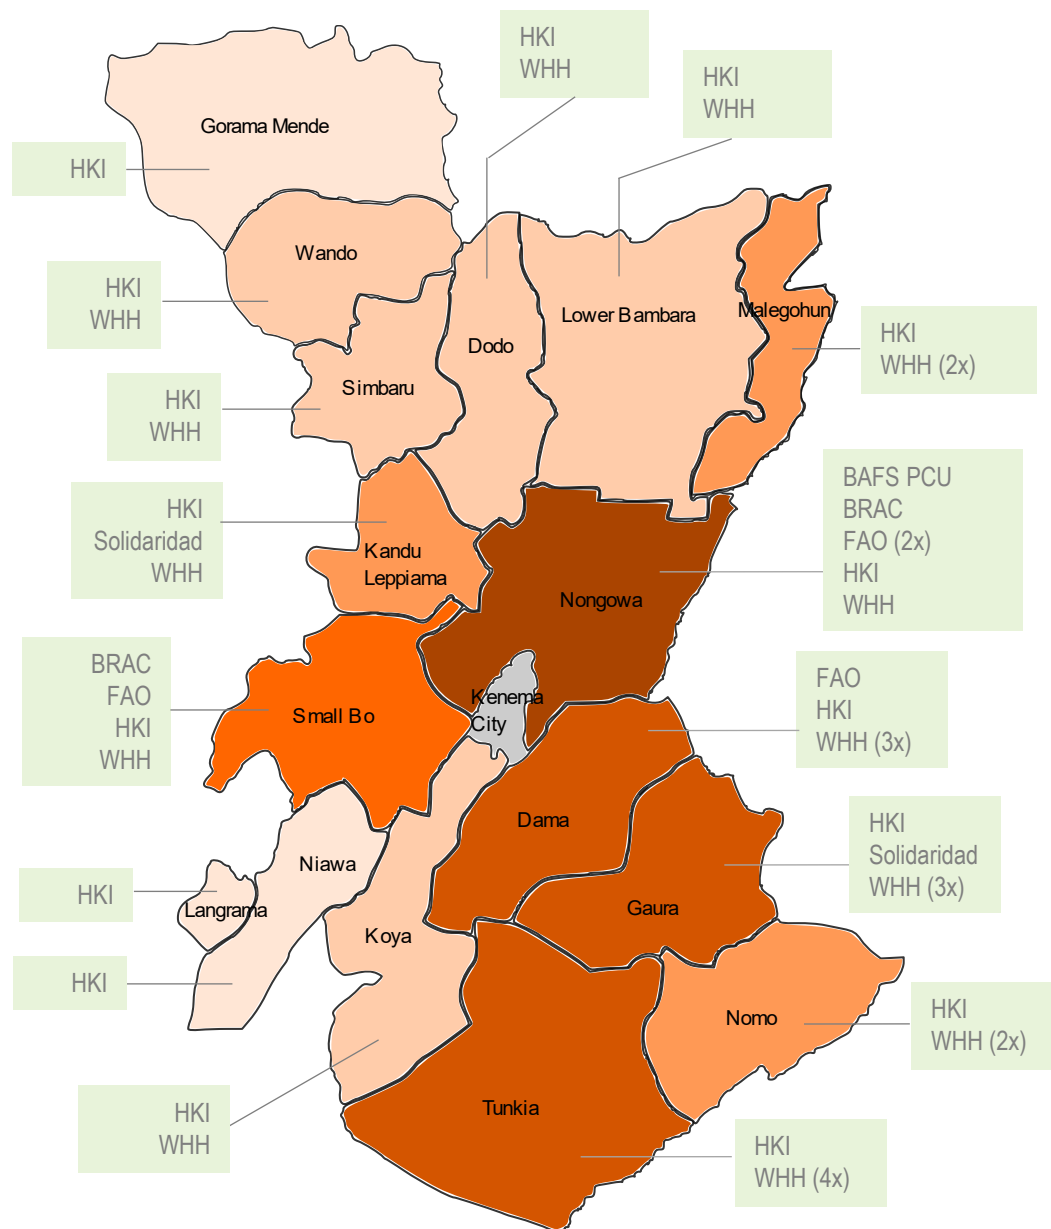 HKI
WHH
HKI
WHH
Gorama Mende
HKI
Wando
HKI
WHH
Lower Bambara
Malegohun
HKI
WHH (2x)
Dodo
Simbaru
HKI
WHH
BAFS PCU
BRAC
FAO (2x)
HKI
WHH
HKI
Solidaridad
WHH
Kandu
Leppiama
Nongowa
BRAC
FAO
HKI
WHH
Small Bo
Kenema
City
FAO
HKI
WHH (3x)
Dama
HKI
Solidaridad
WHH (3x)
Niawa
HKI
Langrama
Gaura
Koya
HKI
Nomo
HKI
WHH (2x)
HKI
WHH
Tunkia
HKI
WHH (4x)